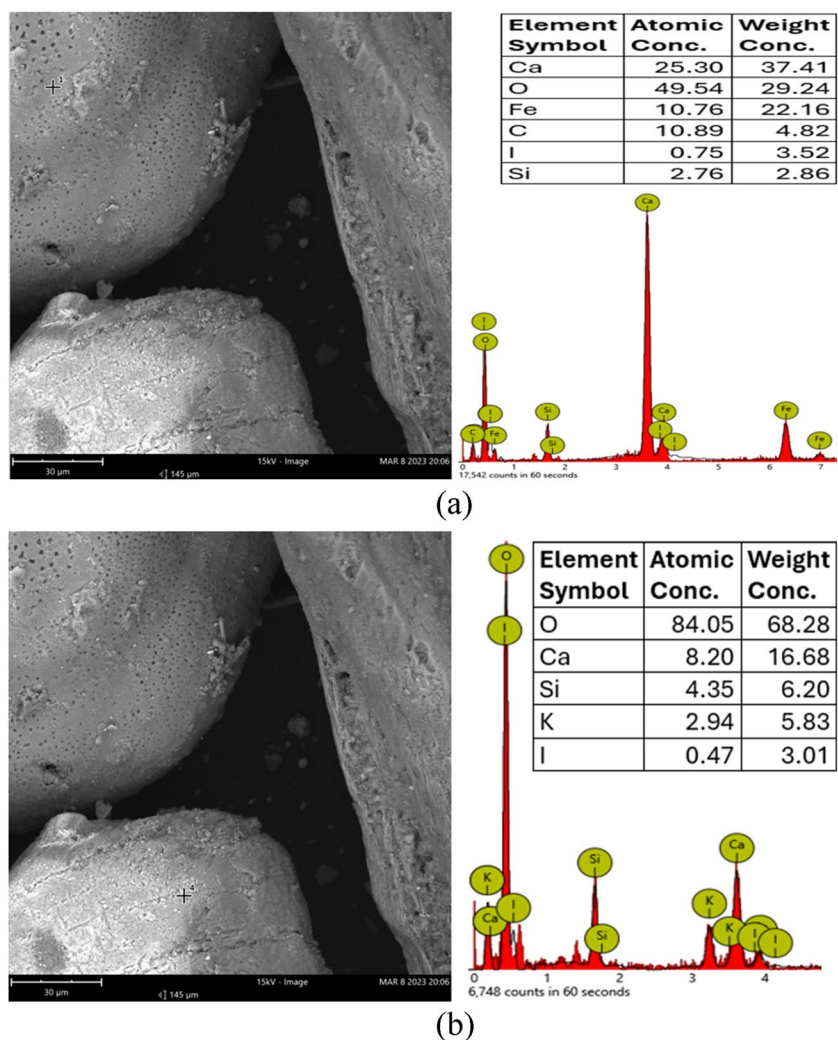 1
30 µm
145 µm
15kV - Image
MAR 8 2023 20:06
Element Symbol Atomic Conc. Weight Conc.
Ca 25.30 37.41
O 49.54 29.24
Fe 10.76 22.16
C 10.89 4.82
I 0.75 3.52
Si 2.76 2.86
Ca
I
O
I
Si
Ca
Fe
C
Fe
Si
I
I
Fe
0 1 2 3 4 5 6 7
17,542 counts in 60 seconds
(a)
4
30 µm
145 µm
15kV - Image
MAR 8 2023 20:06
Element Symbol Atomic Conc. Weight Conc.
O 84.05 68.28
Ca 8.20 16.68
Si 4.35 6.20
K 2.94 5.83
I 0.47 3.01
O
I
K
Ca
I
Si
Si
Ca
K
K
I
I
0 1 2 3 4
6,748 counts in 60 seconds
(b)